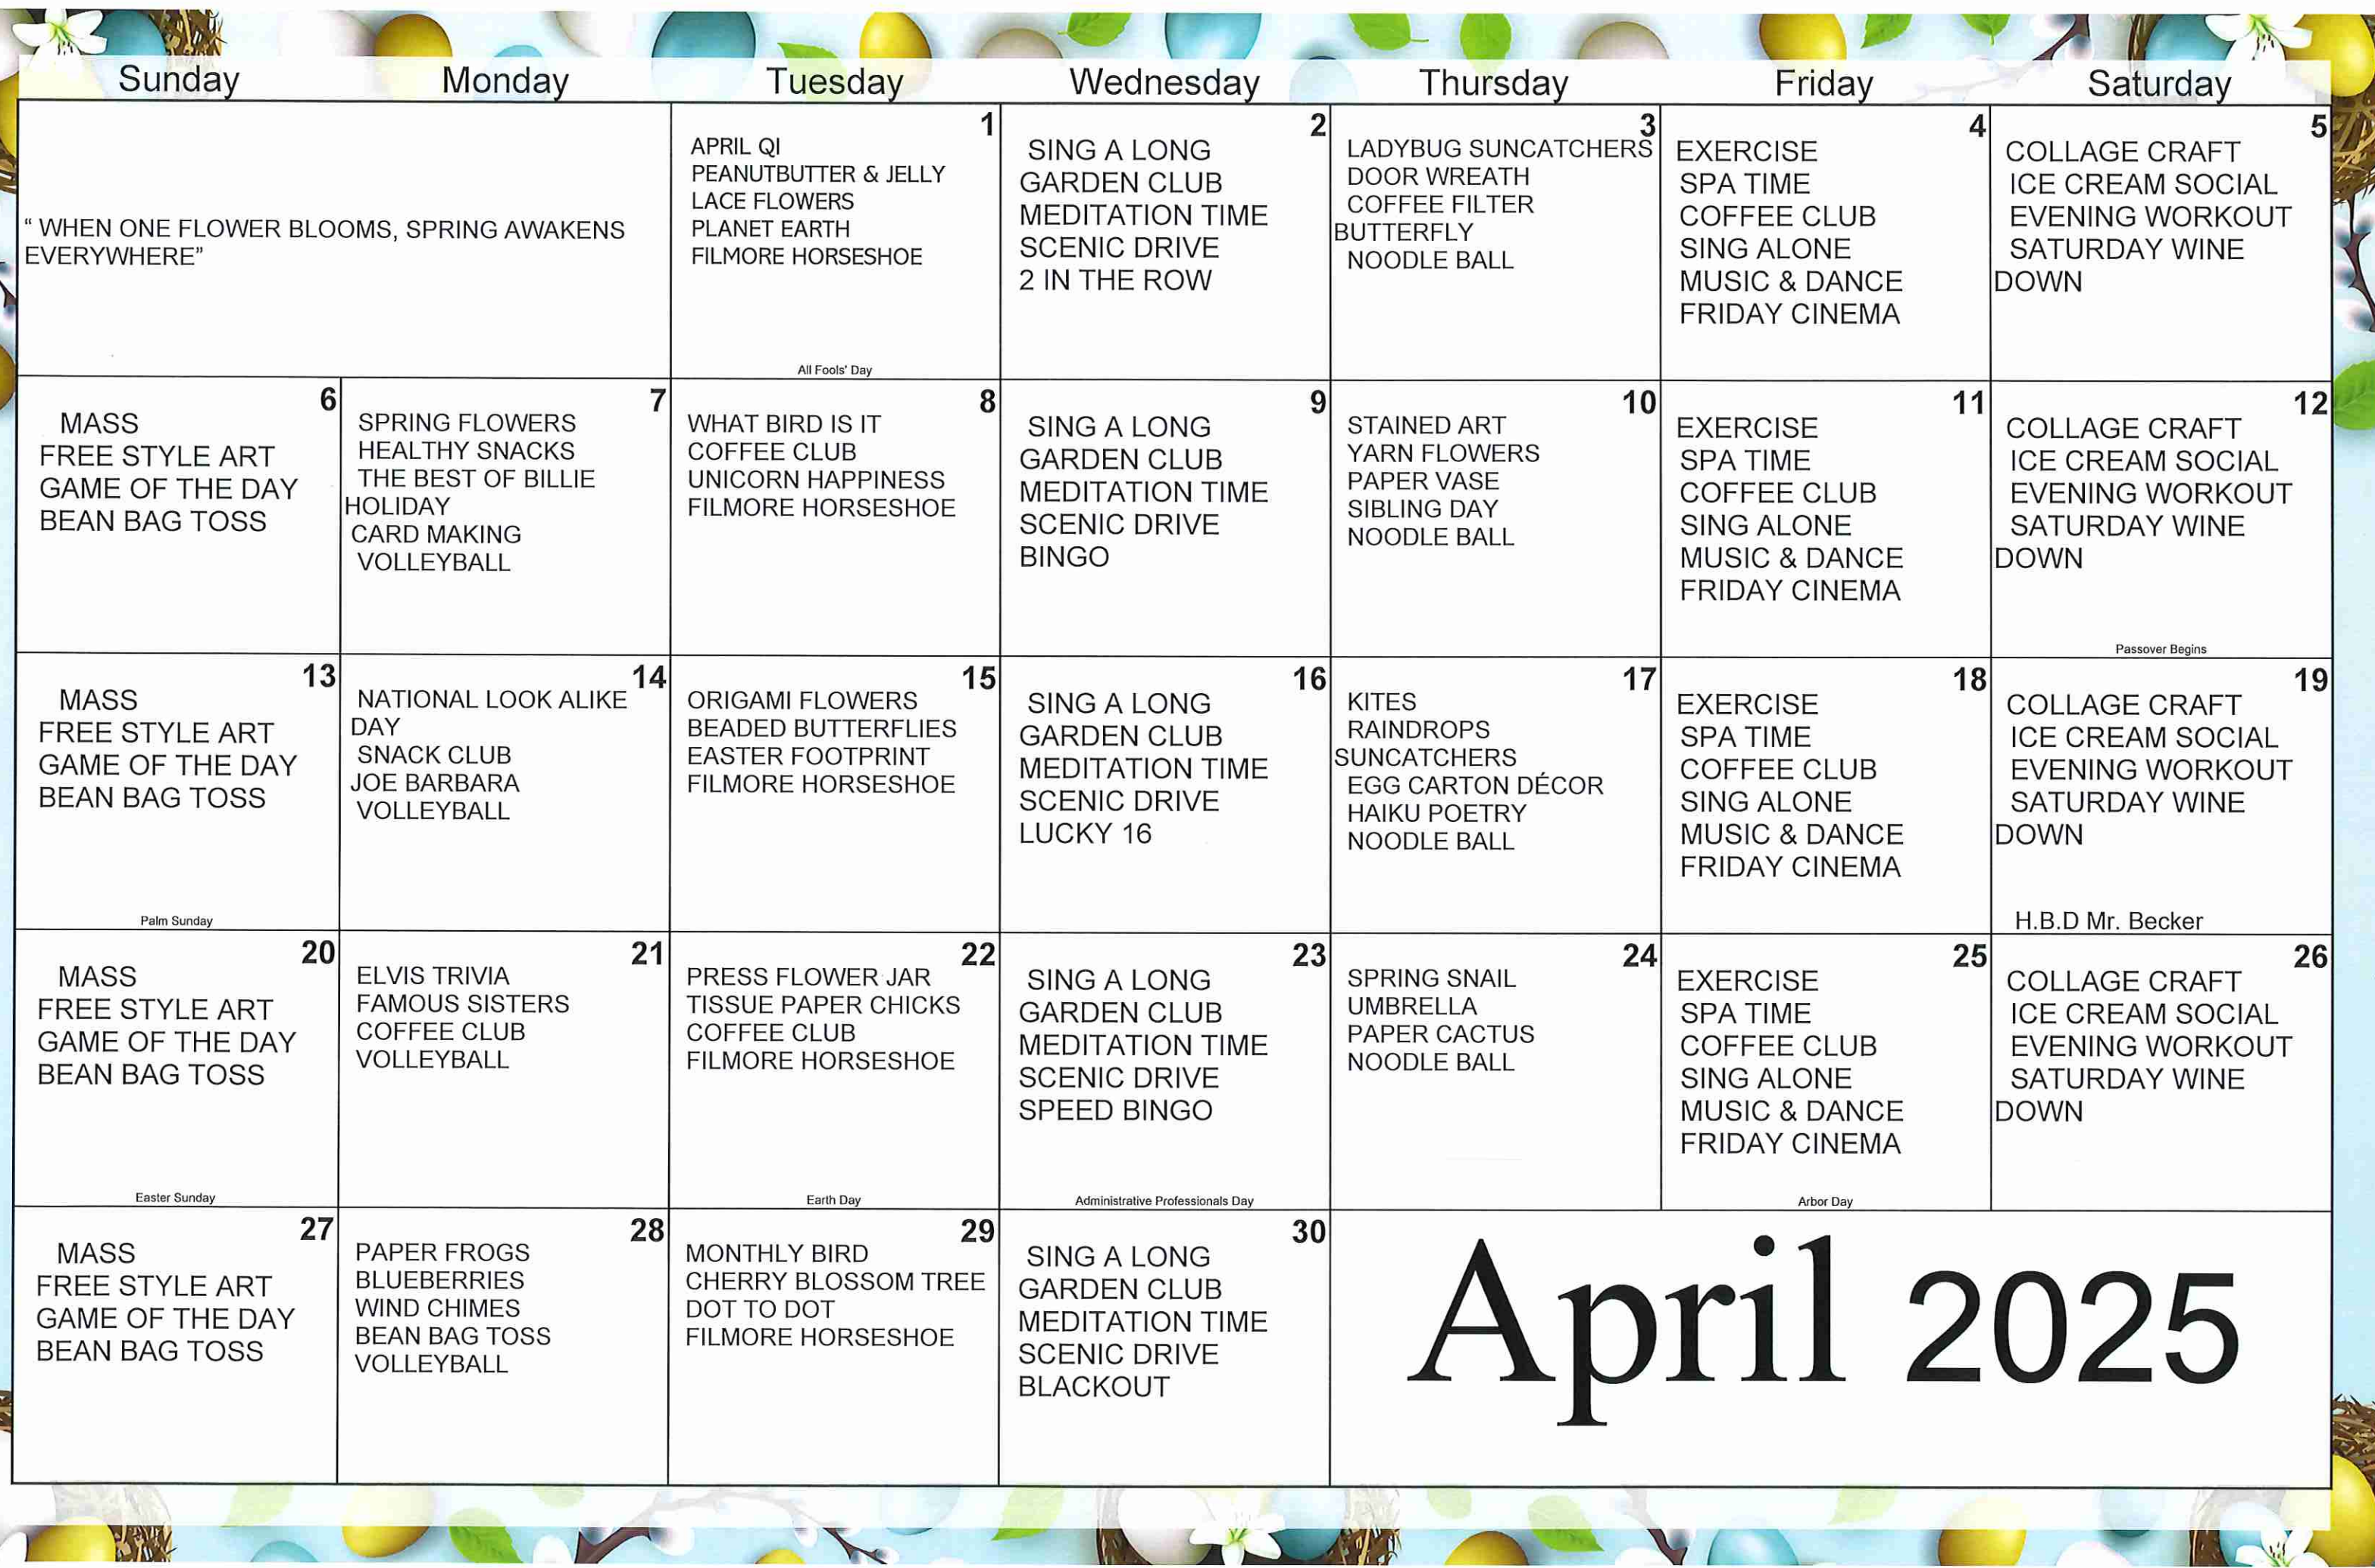 Sunday Monday Tuesday Wednesday Thursday Friday Saturday
“ WHEN ONE FLOWER BLOOMS, SPRING AWAKENS
EVERYWHERE”
1
APRIL QI
PEANUTBUTTER & JELLY
LACE FLOWERS
PLANET EARTH
FILMORE HORSESHOE
All Fools' Day
2
SING A LONG
GARDEN CLUB
MEDITATION TIME
SCENIC DRIVE
2 IN THE ROW
3
LADYBUG SUNCATCHERS
DOOR WREATH
COFFEE FILTER
BUTTERFLY
NOODLE BALL
4
EXERCISE
SPA TIME
COFFEE CLUB
SING ALONE
MUSIC & DANCE
FRIDAY CINEMA
5
COLLAGE CRAFT
ICE CREAM SOCIAL
EVENING WORKOUT
SATURDAY WINE
DOWN
6
MASS
FREE STYLE ART
GAME OF THE DAY
BEAN BAG TOSS
7
SPRING FLOWERS
HEALTHY SNACKS
THE BEST OF BILLIE
HOLIDAY
CARD MAKING
VOLLEYBALL
8
WHAT BIRD IS IT
COFFEE CLUB
UNICORN HAPPINESS
FILMORE HORSESHOE
9
SING A LONG
GARDEN CLUB
MEDITATION TIME
SCENIC DRIVE
BINGO
10
STAINED ART
YARN FLOWERS
PAPER VASE
SIBLING DAY
NOODLE BALL
11
EXERCISE
SPA TIME
COFFEE CLUB
SING ALONE
MUSIC & DANCE
FRIDAY CINEMA
12
COLLAGE CRAFT
ICE CREAM SOCIAL
EVENING WORKOUT
SATURDAY WINE
DOWN
Passover Begins
13
MASS
FREE STYLE ART
GAME OF THE DAY
BEAN BAG TOSS
Palm Sunday
14
NATIONAL LOOK ALIKE
DAY
SNACK CLUB
JOE BARBARA
VOLLEYBALL
15
ORIGAMI FLOWERS
BEADED BUTTERFLIES
EASTER FOOTPRINT
FILMORE HORSESHOE
16
SING A LONG
GARDEN CLUB
MEDITATION TIME
SCENIC DRIVE
LUCKY 16
17
KITES
RAINDROPS
SUNCATCHERS
EGG CARTON DÉCOR
HAIKU POETRY
NOODLE BALL
18
EXERCISE
SPA TIME
COFFEE CLUB
SING ALONE
MUSIC & DANCE
FRIDAY CINEMA
19
COLLAGE CRAFT
ICE CREAM SOCIAL
EVENING WORKOUT
SATURDAY WINE
DOWN
H.B.D Mr. Becker
20
MASS
FREE STYLE ART
GAME OF THE DAY
BEAN BAG TOSS
Easter Sunday
21
ELVIS TRIVIA
FAMOUS SISTERS
COFFEE CLUB
VOLLEYBALL
22
PRESS FLOWER JAR
TISSUE PAPER CHICKS
COFFEE CLUB
FILMORE HORSESHOE
Earth Day
23
SING A LONG
GARDEN CLUB
MEDITATION TIME
SCENIC DRIVE
SPEED BINGO
Administrative Professionals Day
24
SPRING SNAIL
UMBRELLA
PAPER CACTUS
NOODLE BALL
25
EXERCISE
SPA TIME
COFFEE CLUB
SING ALONE
MUSIC & DANCE
FRIDAY CINEMA
Arbor Day
26
COLLAGE CRAFT
ICE CREAM SOCIAL
EVENING WORKOUT
SATURDAY WINE
DOWN
27
MASS
FREE STYLE ART
GAME OF THE DAY
BEAN BAG TOSS
28
PAPER FROGS
BLUEBERRIES
WIND CHIMES
BEAN BAG TOSS
VOLLEYBALL
29
MONTHLY BIRD
CHERRY BLOSSOM TREE
DOT TO DOT
FILMORE HORSESHOE
30
SING A LONG
GARDEN CLUB
MEDITATION TIME
SCENIC DRIVE
BLACKOUT
April 2025